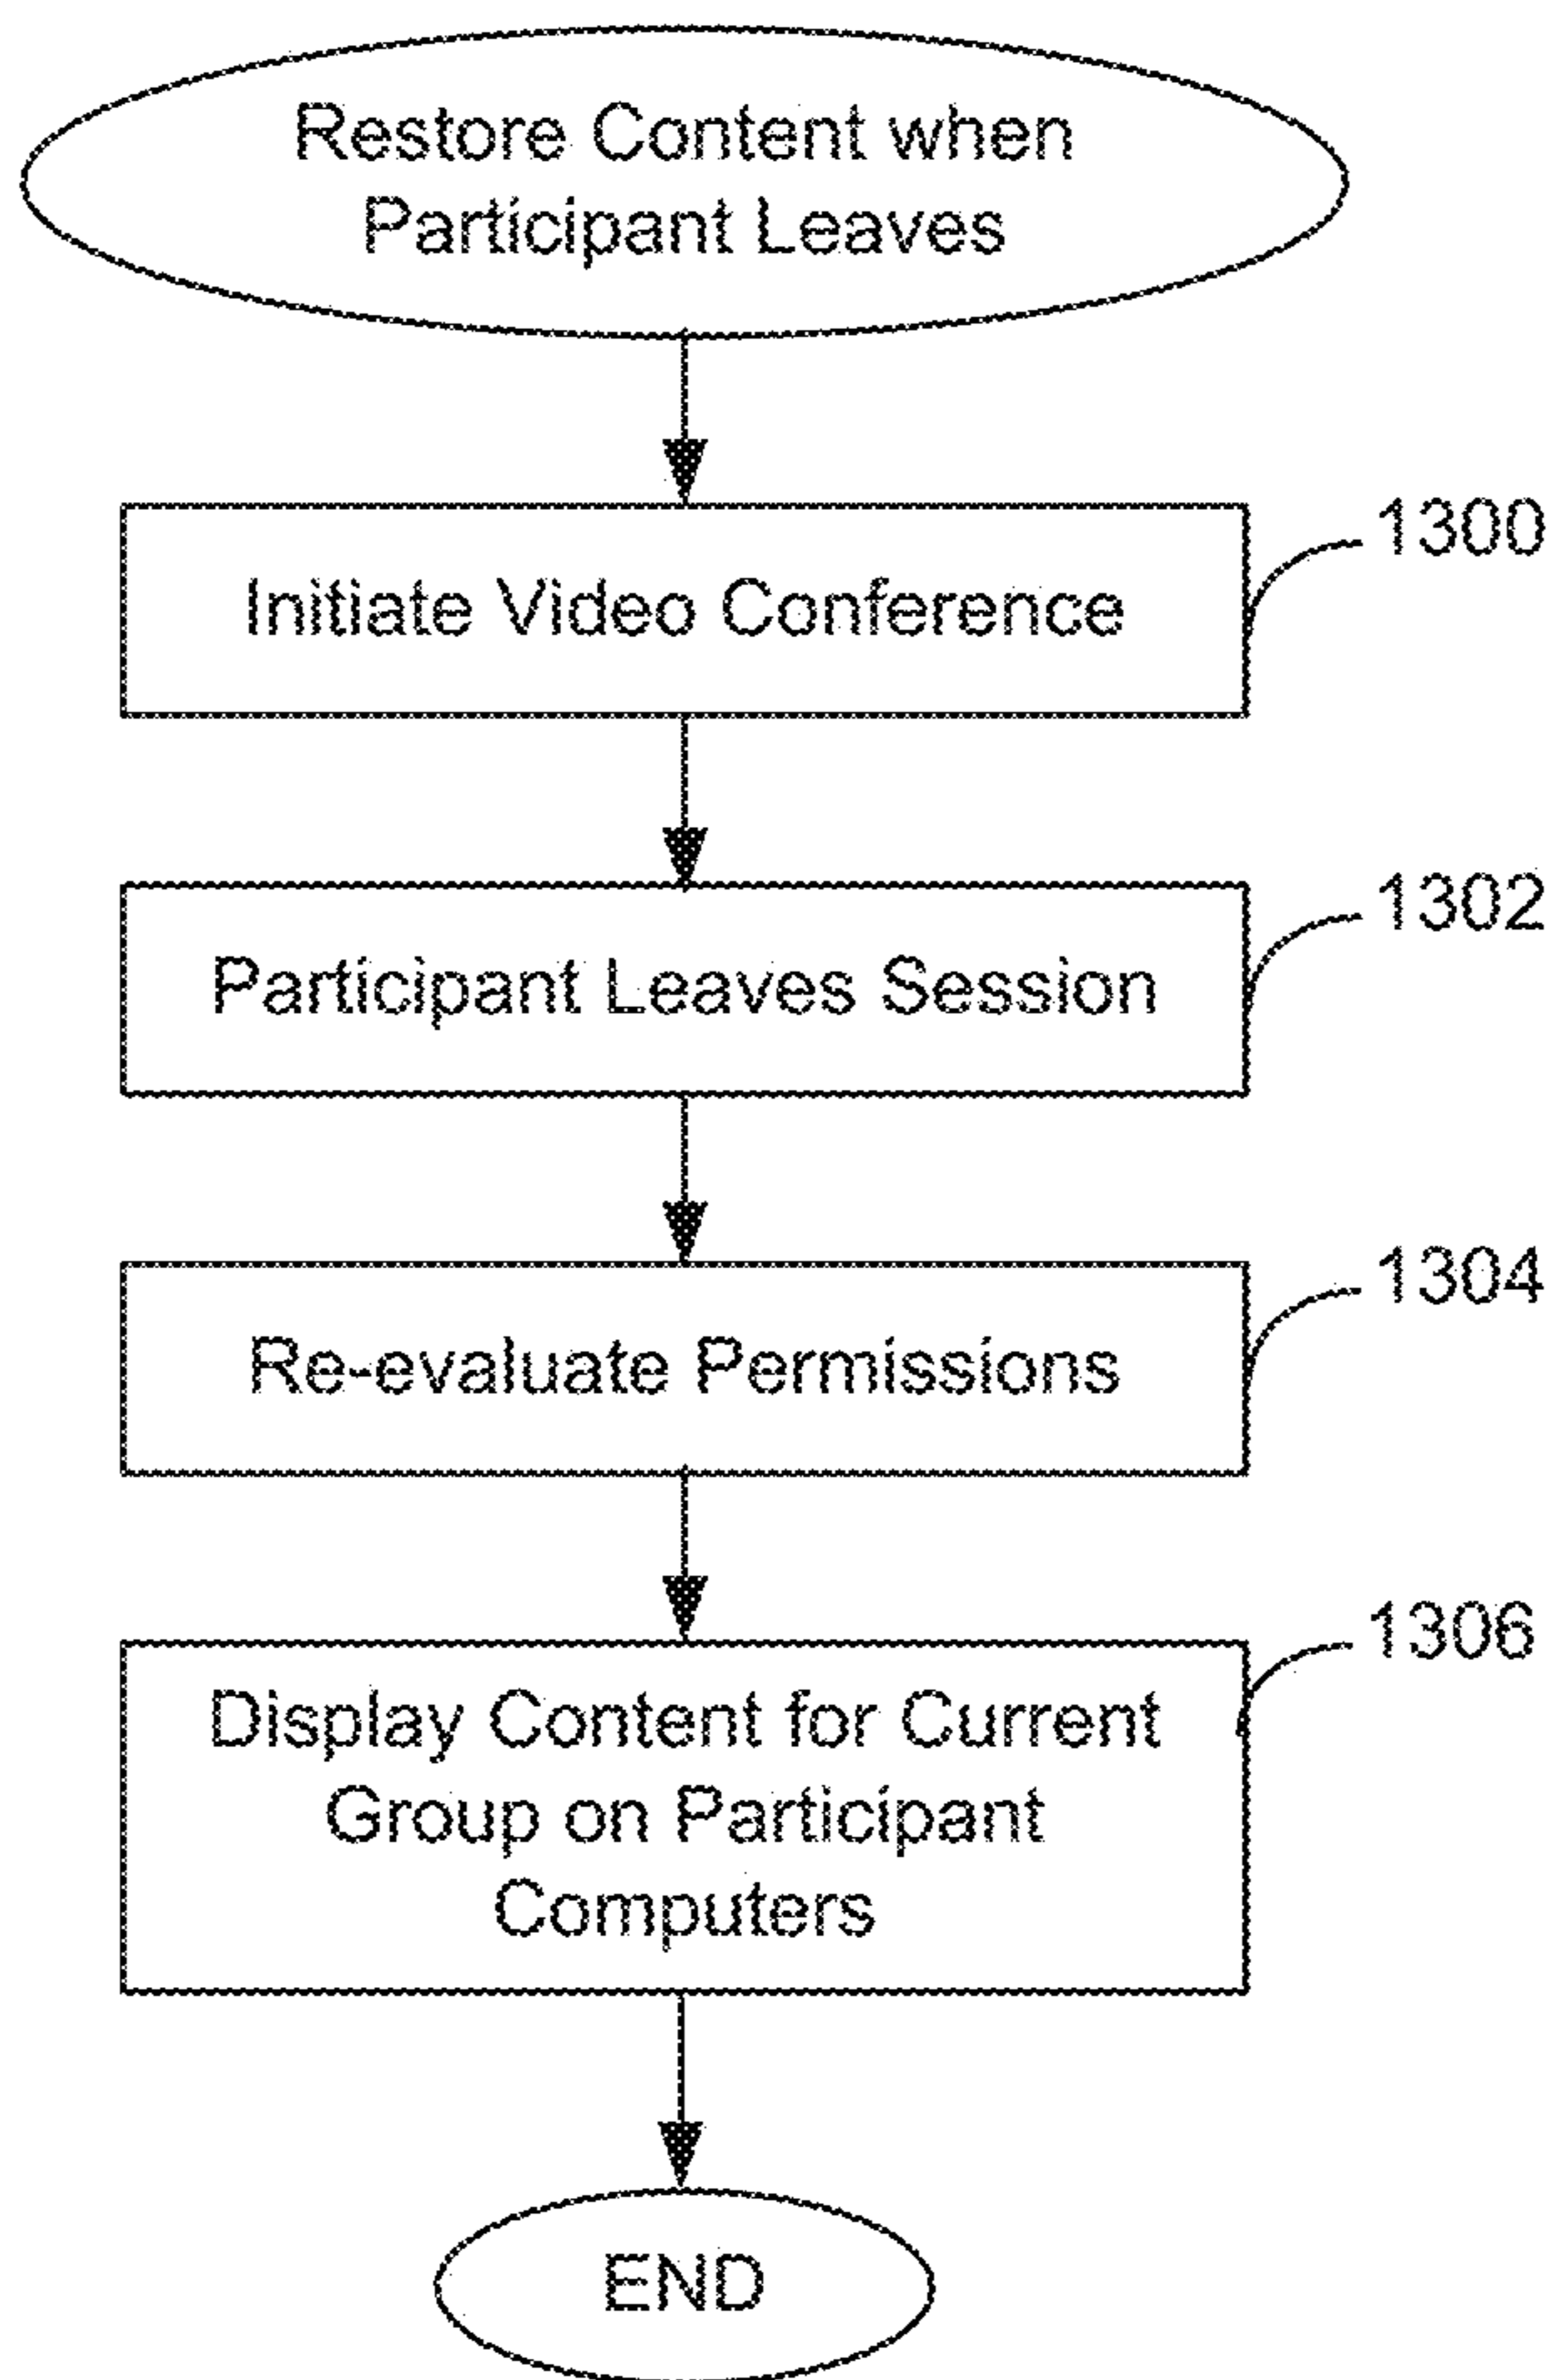 Restore Content when
Participant Leaves
1300
Initiate Video Conference
1302
Participant Leaves Session
1304
Re-evaluate Permissions
1306
Display Content for Current
Group on Participant
Computers
END